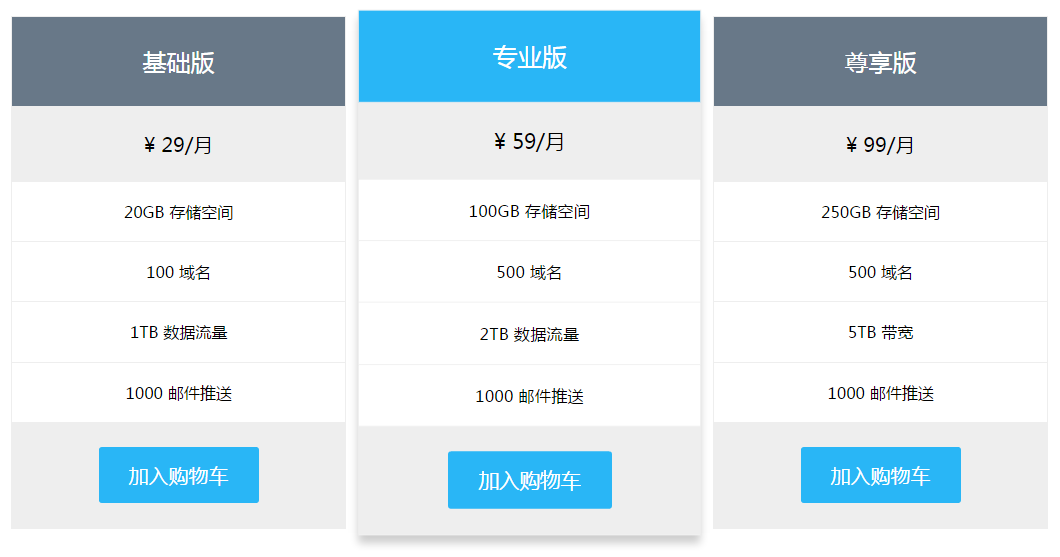 基础版
¥ 29/月
20GB 存储空间
100 域名
1TB 数据流量
1000 邮件推送
加入购物车
专业版
¥ 59/月
100GB 存储空间
500 域名
2TB 数据流量
1000 邮件推送
加入购物车
尊享版
¥ 99/月
250GB 存储空间
500 域名
5TB 带宽
1000 邮件推送
加入购物车